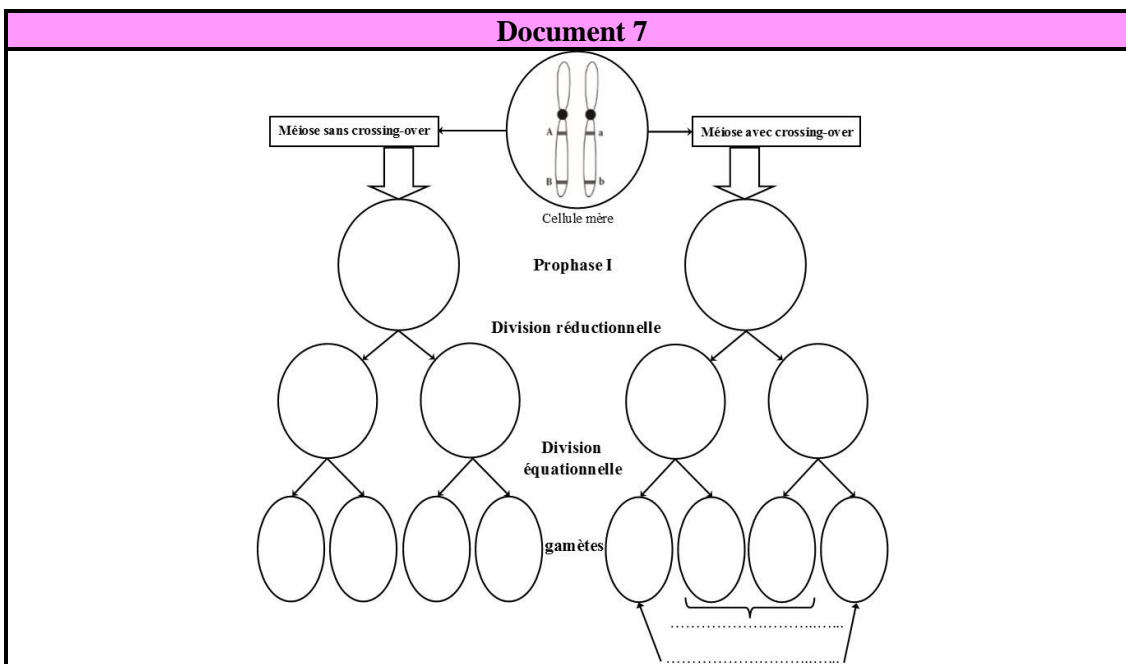 Document 7
Méiose sans crossing-over
Méiose avec crossing-over
A
a
B
b
Cellule mère
Prophase I
Division réductionnelle
Division
équationnelle
gamètes
……………………………...……
……………………………...……